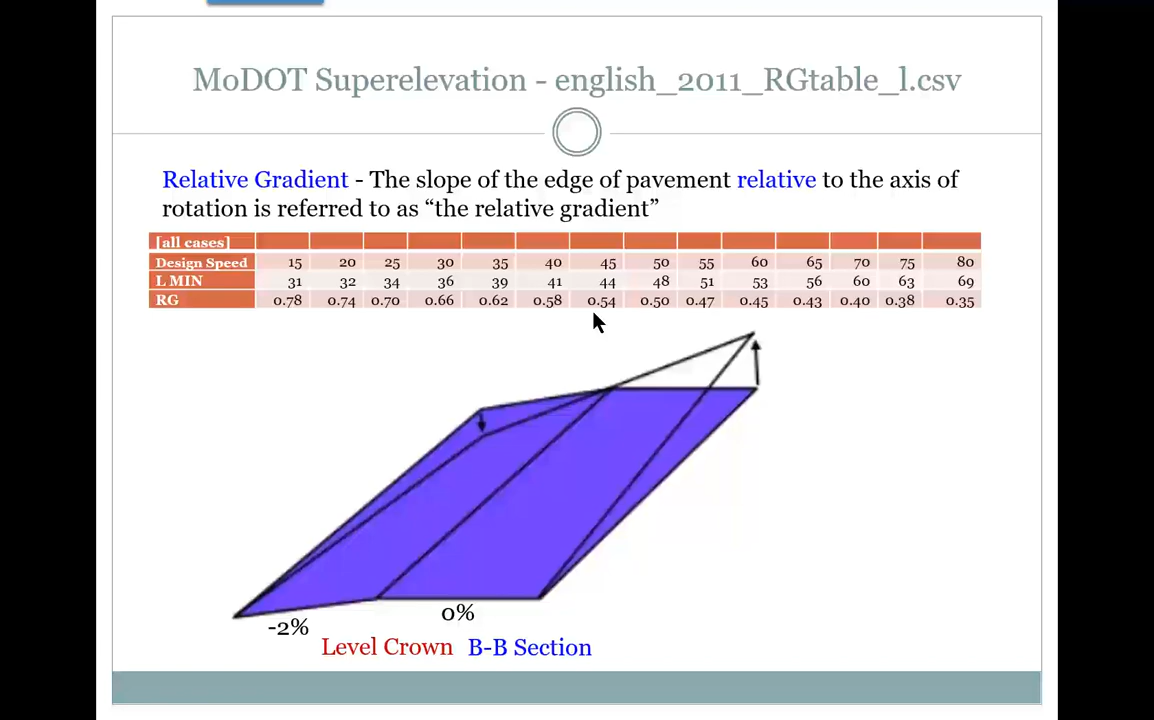 MoDOT Superelevation - english_2011_RGtable_l.csv
Relative Gradient - The slope of the edge of pavement relative to the axis of
rotation is referred to as “the relative gradient”
[all cases]
Design Speed 15 20 25 30 35 40 45 50 55 60 65 70 75 80
L MIN 31 32 34 36 39 41 44 48 51 53 56 60 63 69
RG 0.78 0.74 0.70 0.66 0.62 0.58 0.54 0.50 0.47 0.45 0.43 0.40 0.38 0.35
0%
-2%
Level Crown B-B Section